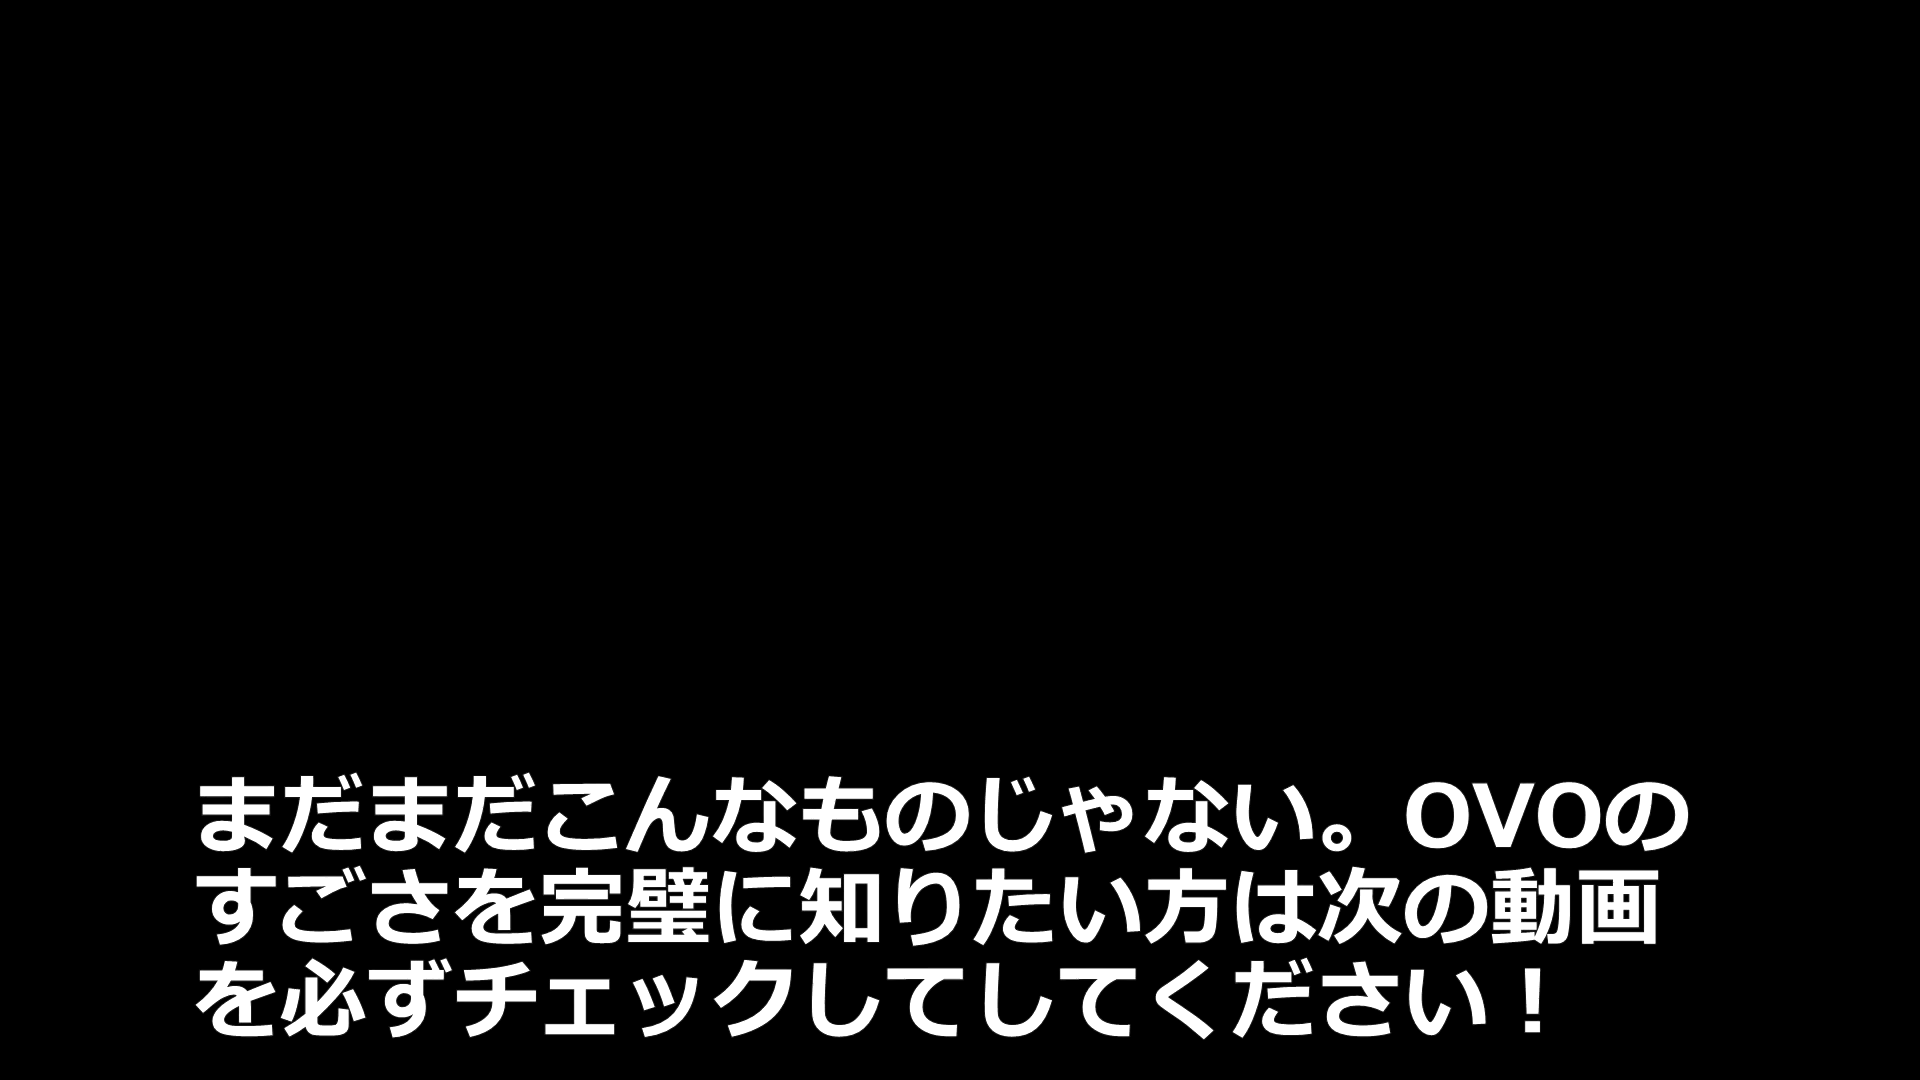 まだまだこんなものじゃない。OVOの
すごさを完璧に知りたい方は次の動画
を必ずチェックしてしてください！